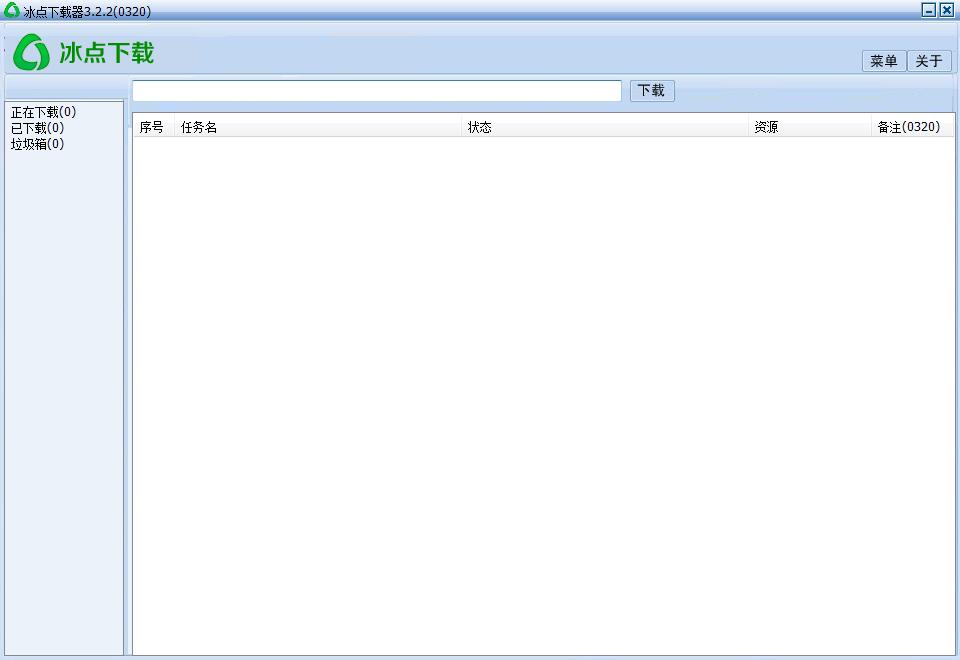 冰点下载器3.2.2(0320)
冰点下载
菜单 关于
下载
正在下载(0)
已下载(0)
垃圾箱(0)
序号 任务名 状态 资源 备注(0320)